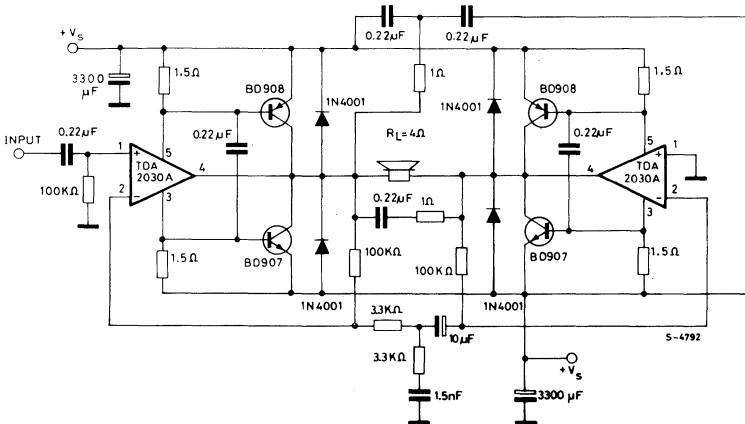 0.22µF
0.22µF
+ Vs
3300 µF
1.5Ω
BD908
1N4001
1Ω
1N4001
BD908
1.5Ω
INPUT
0.22µF
0.22µF
RL=4Ω
0.22µF
1
+
TDA 2030A
5
4
2
-
3
4
5
1
+
TDA 2030A
2
-
3
100KΩ
0.22µF
1Ω
1.5Ω
BD907
100KΩ
100KΩ
BD907
1.5Ω
1N4001
1N4001
3.3KΩ
10µF
S-4792
3.3KΩ
+Vs
1.5nF
3300 µF